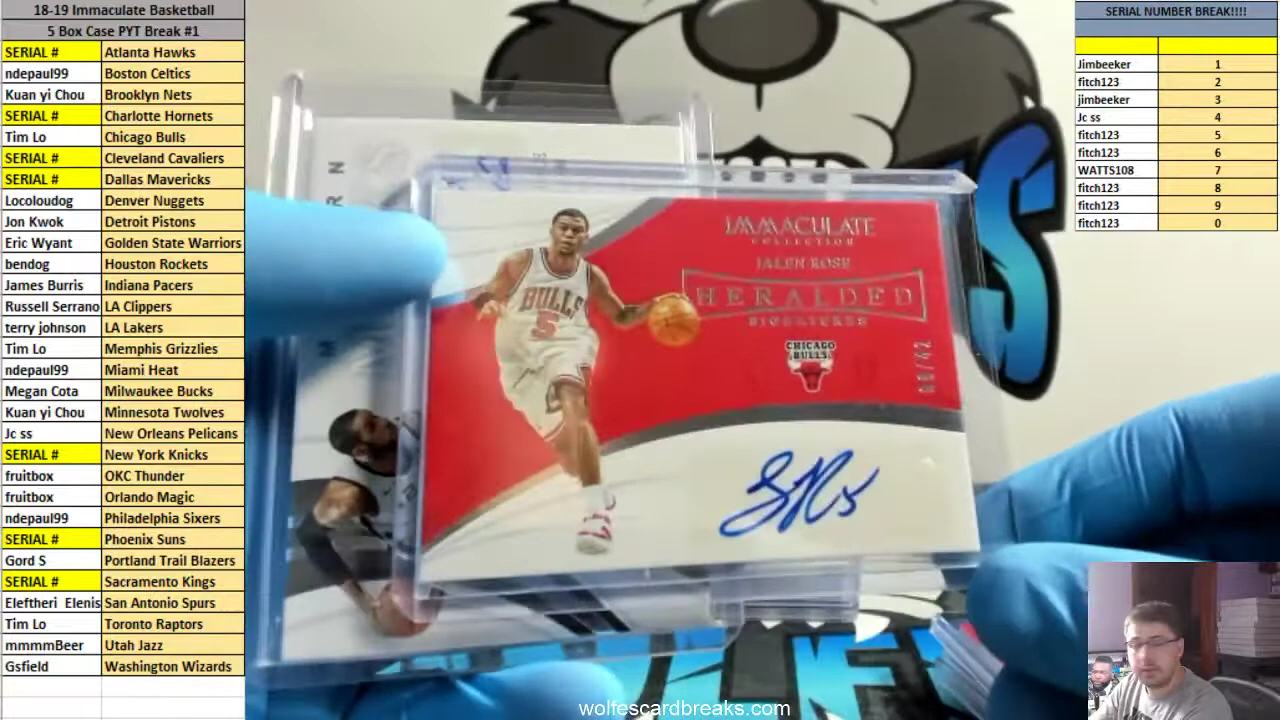 18-19 Immaculate Basketball
5 Box Case PYT Break #1
SERIAL # Atlanta Hawks
ndepaul99 Boston Celtics
Kuan yi Chou Brooklyn Nets
SERIAL # Charlotte Hornets
Tim Lo Chicago Bulls
SERIAL # Cleveland Cavaliers
SERIAL # Dallas Mavericks
Locoloudog Denver Nuggets
Jon Kwok Detroit Pistons
Eric Wyant Golden State Warriors
bendog Houston Rockets
James Burris Indiana Pacers
Russell Serrano LA Clippers
terry johnson LA Lakers
Tim Lo Memphis Grizzlies
ndepaul99 Miami Heat
Megan Cota Milwaukee Bucks
Kuan yi Chou Minnesota Twolves
Jc ss New Orleans Pelicans
SERIAL # New York Knicks
fruitbox OKC Thunder
fruitbox Orlando Magic
ndepaul99 Philadelphia Sixers
SERIAL # Phoenix Suns
Gord S Portland Trail Blazers
SERIAL # Sacramento Kings
Eleftheri Elenis San Antonio Spurs
Tim Lo Toronto Raptors
mmmmBeer Utah Jazz
Gsfield Washington Wizards
IMMACULATE
COLLECTION
JALEN ROSE
HERALDED
SIGNATURES
CHICAGO
BULLS
BULLS
5
SERIAL NUMBER BREAK!!!!
Jimbeeker 1
fitch123 2
jimbeeker 3
Jc ss 4
fitch123 5
fitch123 6
WATTS108 7
fitch123 8
fitch123 9
fitch123 0
wolfescardbreaks.com